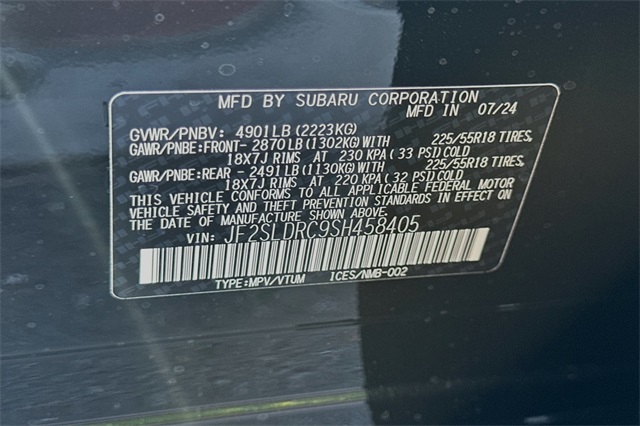 MFD BY SUBARU CORPORATION
MFD IN 07/24
GVWR/PNBV: 4901LB (2223KG)
GAWR/PNBE:FRONT- 2870LB(1302KG)WITH 225/55R18 TIRES,
18X7J RIMS AT 230 KPA( 33 PSI)COLD
GAWR/PNBE:REAR - 2491LB(1130KG)WITH 225/55R18 TIRES,
18X7J RIMS AT 220 KPA( 32 PSI)COLD
THIS VEHICLE CONFORMS TO ALL APPLICABLE FEDERAL MOTOR
VEHICLE SAFETY AND THEFT PREVENTION STANDARDS IN EFFECT ON
THE DATE OF MANUFACTURE SHOWN ABOVE.
VIN: JF2SLDRC9SH458405
TYPE:MPV/VTUM ICES/NMB-002